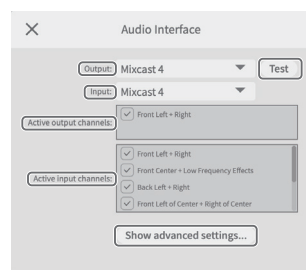 Audio Interface
Output: Mixcast 4 Test
Input: Mixcast 4
Active output channels: Front Left + Right
Active input channels: Front Left + Right
Front Center + Low Frequency Effects
Back Left + Right
Front Left of Center + Right of Center
Show advanced settings...